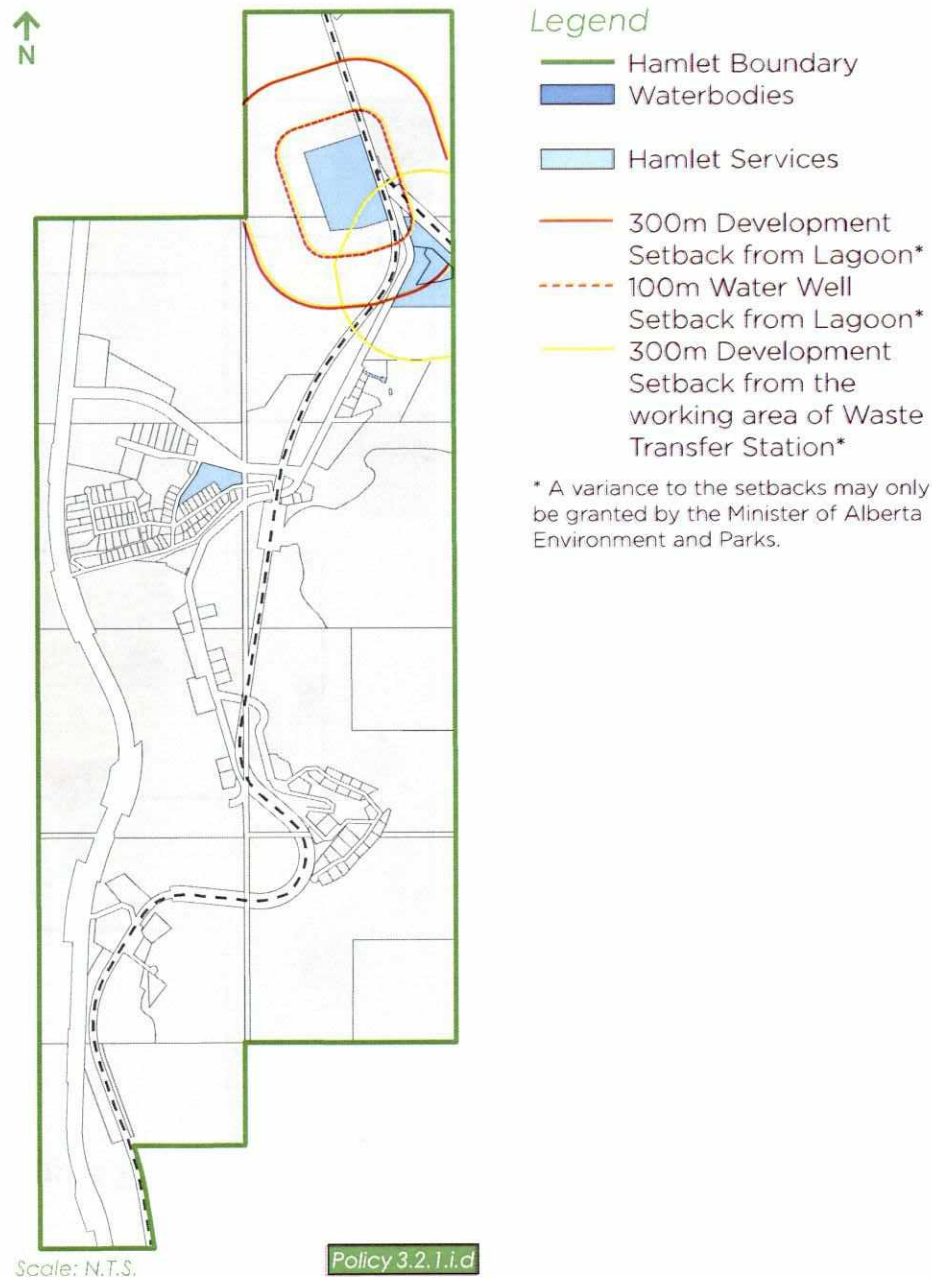 N
Legend
Hamlet Boundary
Waterbodies
Hamlet Services
300m Development
Setback from Lagoon*
100m Water Well
Setback from Lagoon*
300m Development
Setback from the
working area of Waste
Transfer Station*
* A variance to the setbacks may only
be granted by the Minister of Alberta
Environment and Parks.
Scale: N.T.S.
Policy 3.2.1.i.d